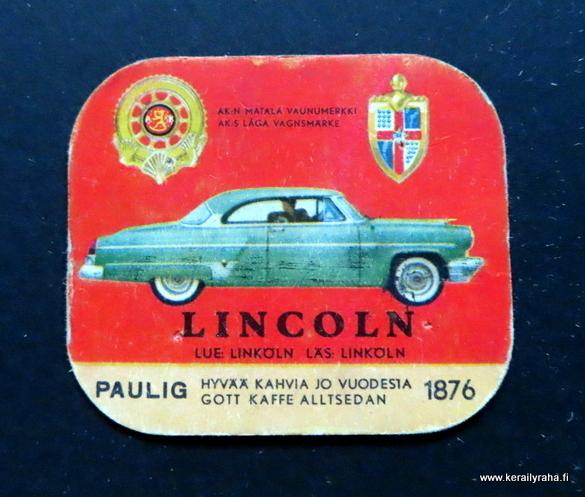 AK:N MATALA VAUNUMERKKI
AK:S LÅGA VAGNSMÄRKE
LINCOLN
LUE: LINKÖLN LÄS: LINKÖLN
PAULIG HYVÄÄ KAHVIA JO VUODESTA 1876
GOTT KAFFE ALLTSEDAN
www.kerailyraha.fi